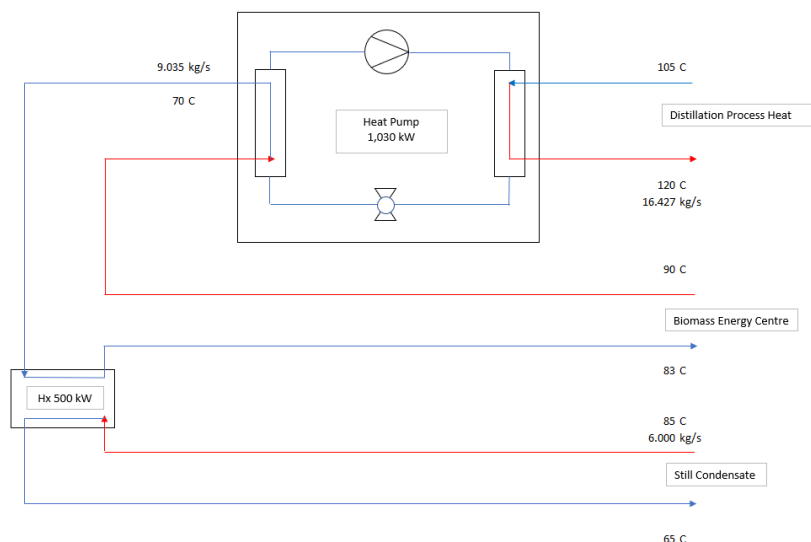 9.035 kg/s
70 C
Heat Pump
1,030 kW
105 C
Distillation Process Heat
120 C
16.427 kg/s
90 C
Biomass Energy Centre
83 C
Hx 500 kW
85 C
6.000 kg/s
Still Condensate
65 C